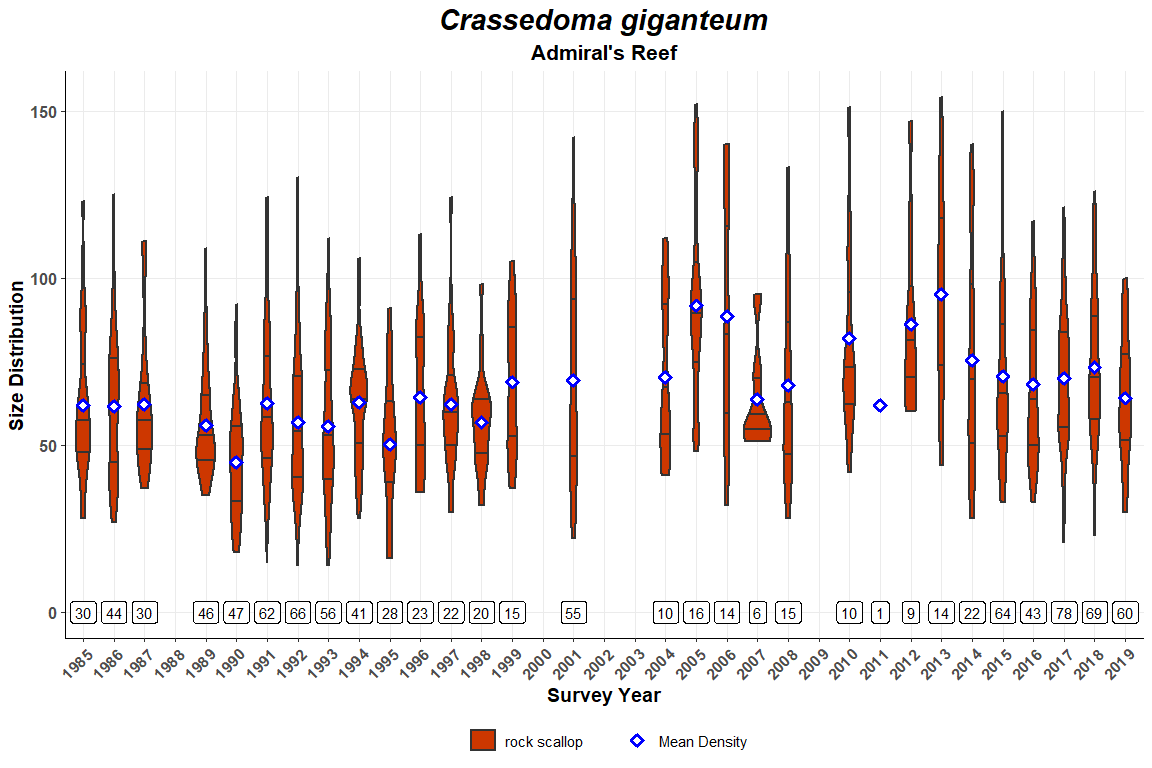 Crassedoma giganteum
Admiral's Reef
Size Distribution
150
100
50
0
30 44 30 46 47 62 66 56 41 28 23 22 20 15 55 10 16 14 6 15 10 1 9 14 22 64 43 78 69 60
1985 1986 1987 1988 1989 1990 1991 1992 1993 1994 1995 1996 1997 1998 1999 2000 2001 2002 2003 2004 2005 2006 2007 2008 2009 2010 2011 2012 2013 2014 2015 2016 2017 2018 2019
Survey Year
rock scallop Mean Density